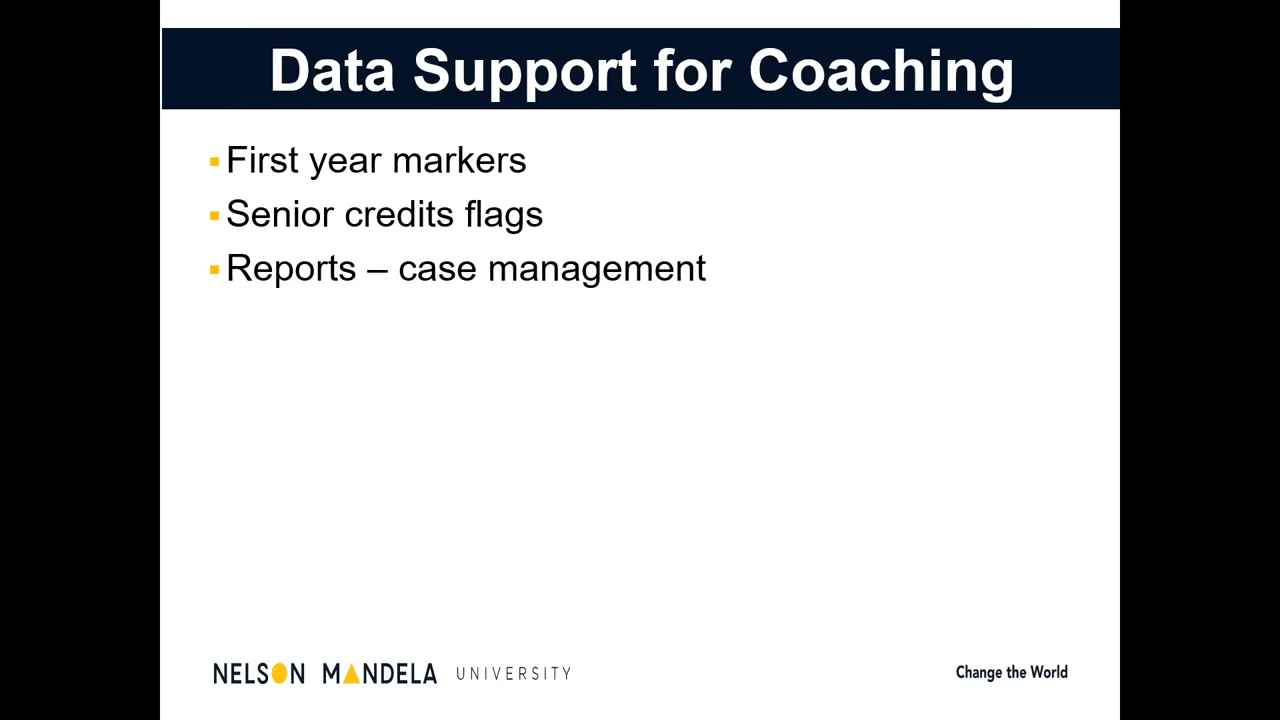 Data Support for Coaching
First year markers
Senior credits flags
Reports – case management
NELSON MANDELA UNIVERSITY
Change the World